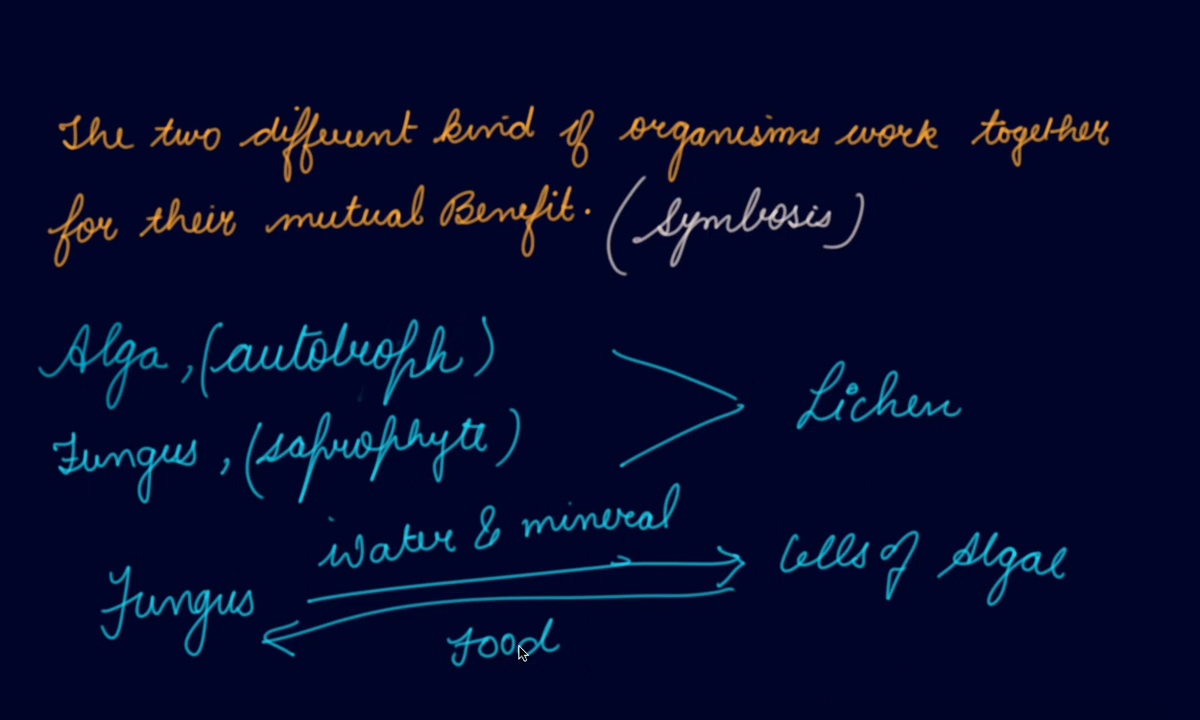 The two different kind of organisms work together
for their mutual Benefit. (Symbosis)
Alga, (autotroph)
Fungus, (saprophyte)
Lichen
water & mineral
Fungus
Cells of Algae
Food